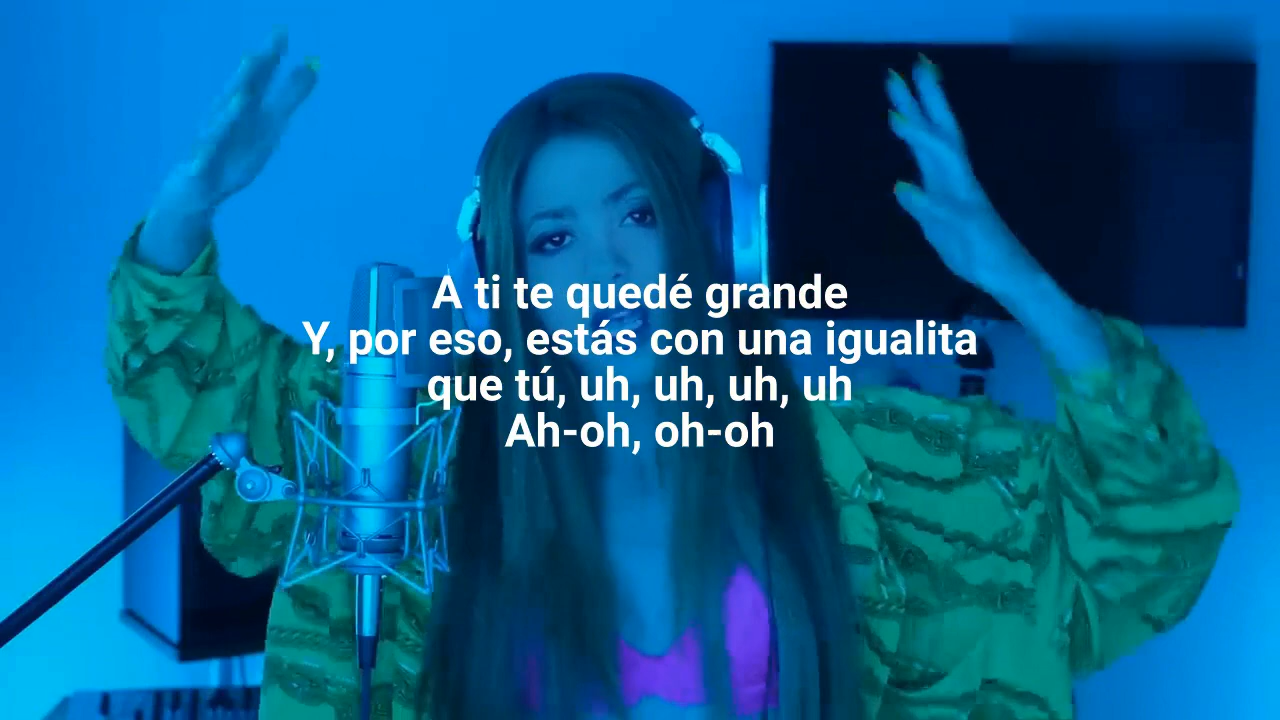 A ti te quedé grande
Y, por eso, estás con una igualita
que tú, uh, uh, uh, uh
Ah-oh, oh-oh